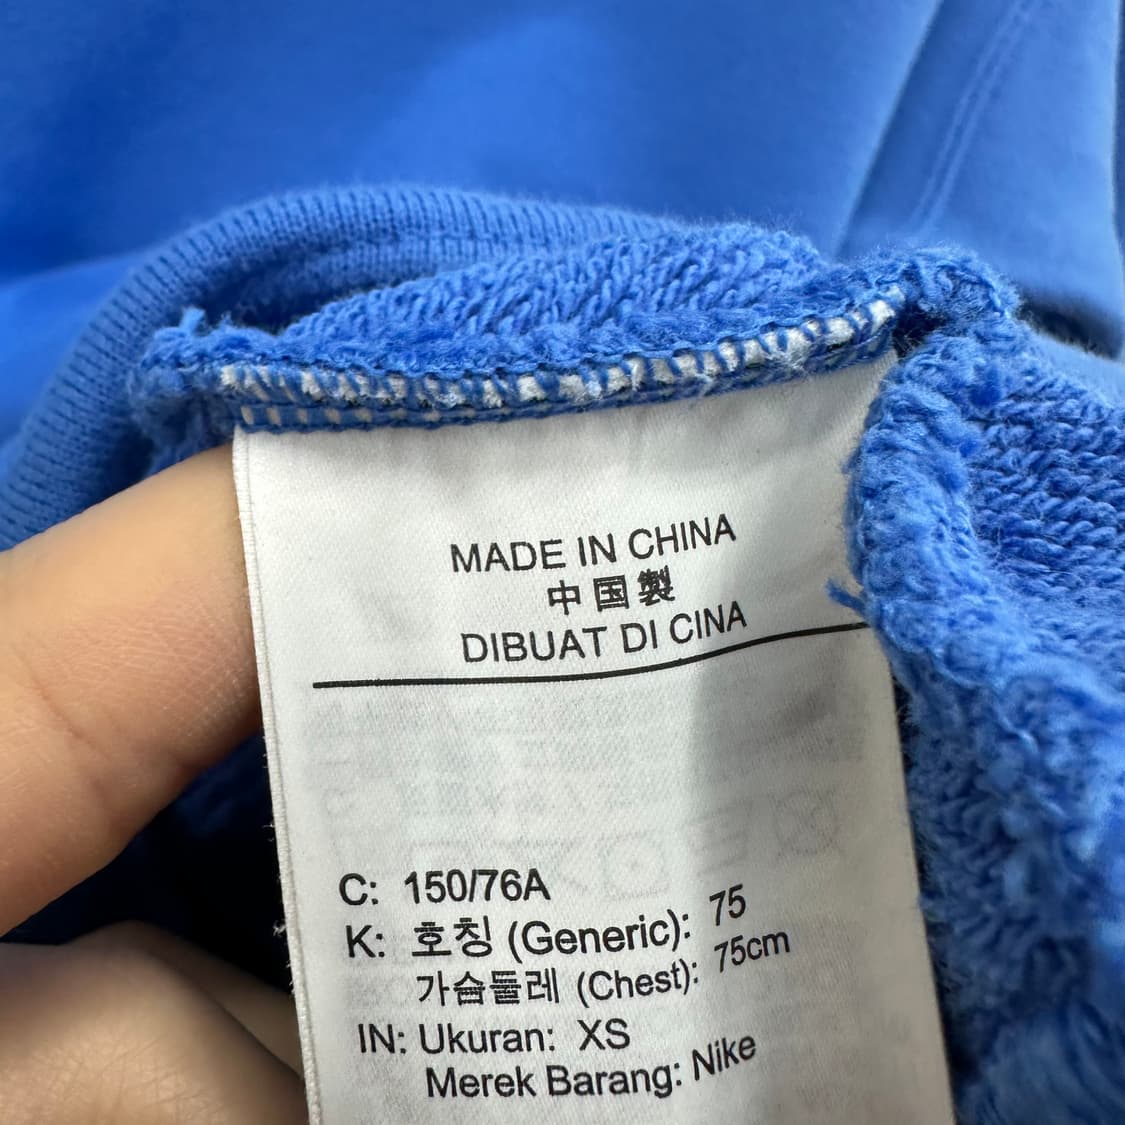 MADE IN CHINA
中国製
DIBUAT DI CINA
C: 150/76A
K: 호칭 (Generic): 75
가슴둘레 (Chest): 75cm
IN: Ukuran: XS
Merek Barang: Nike